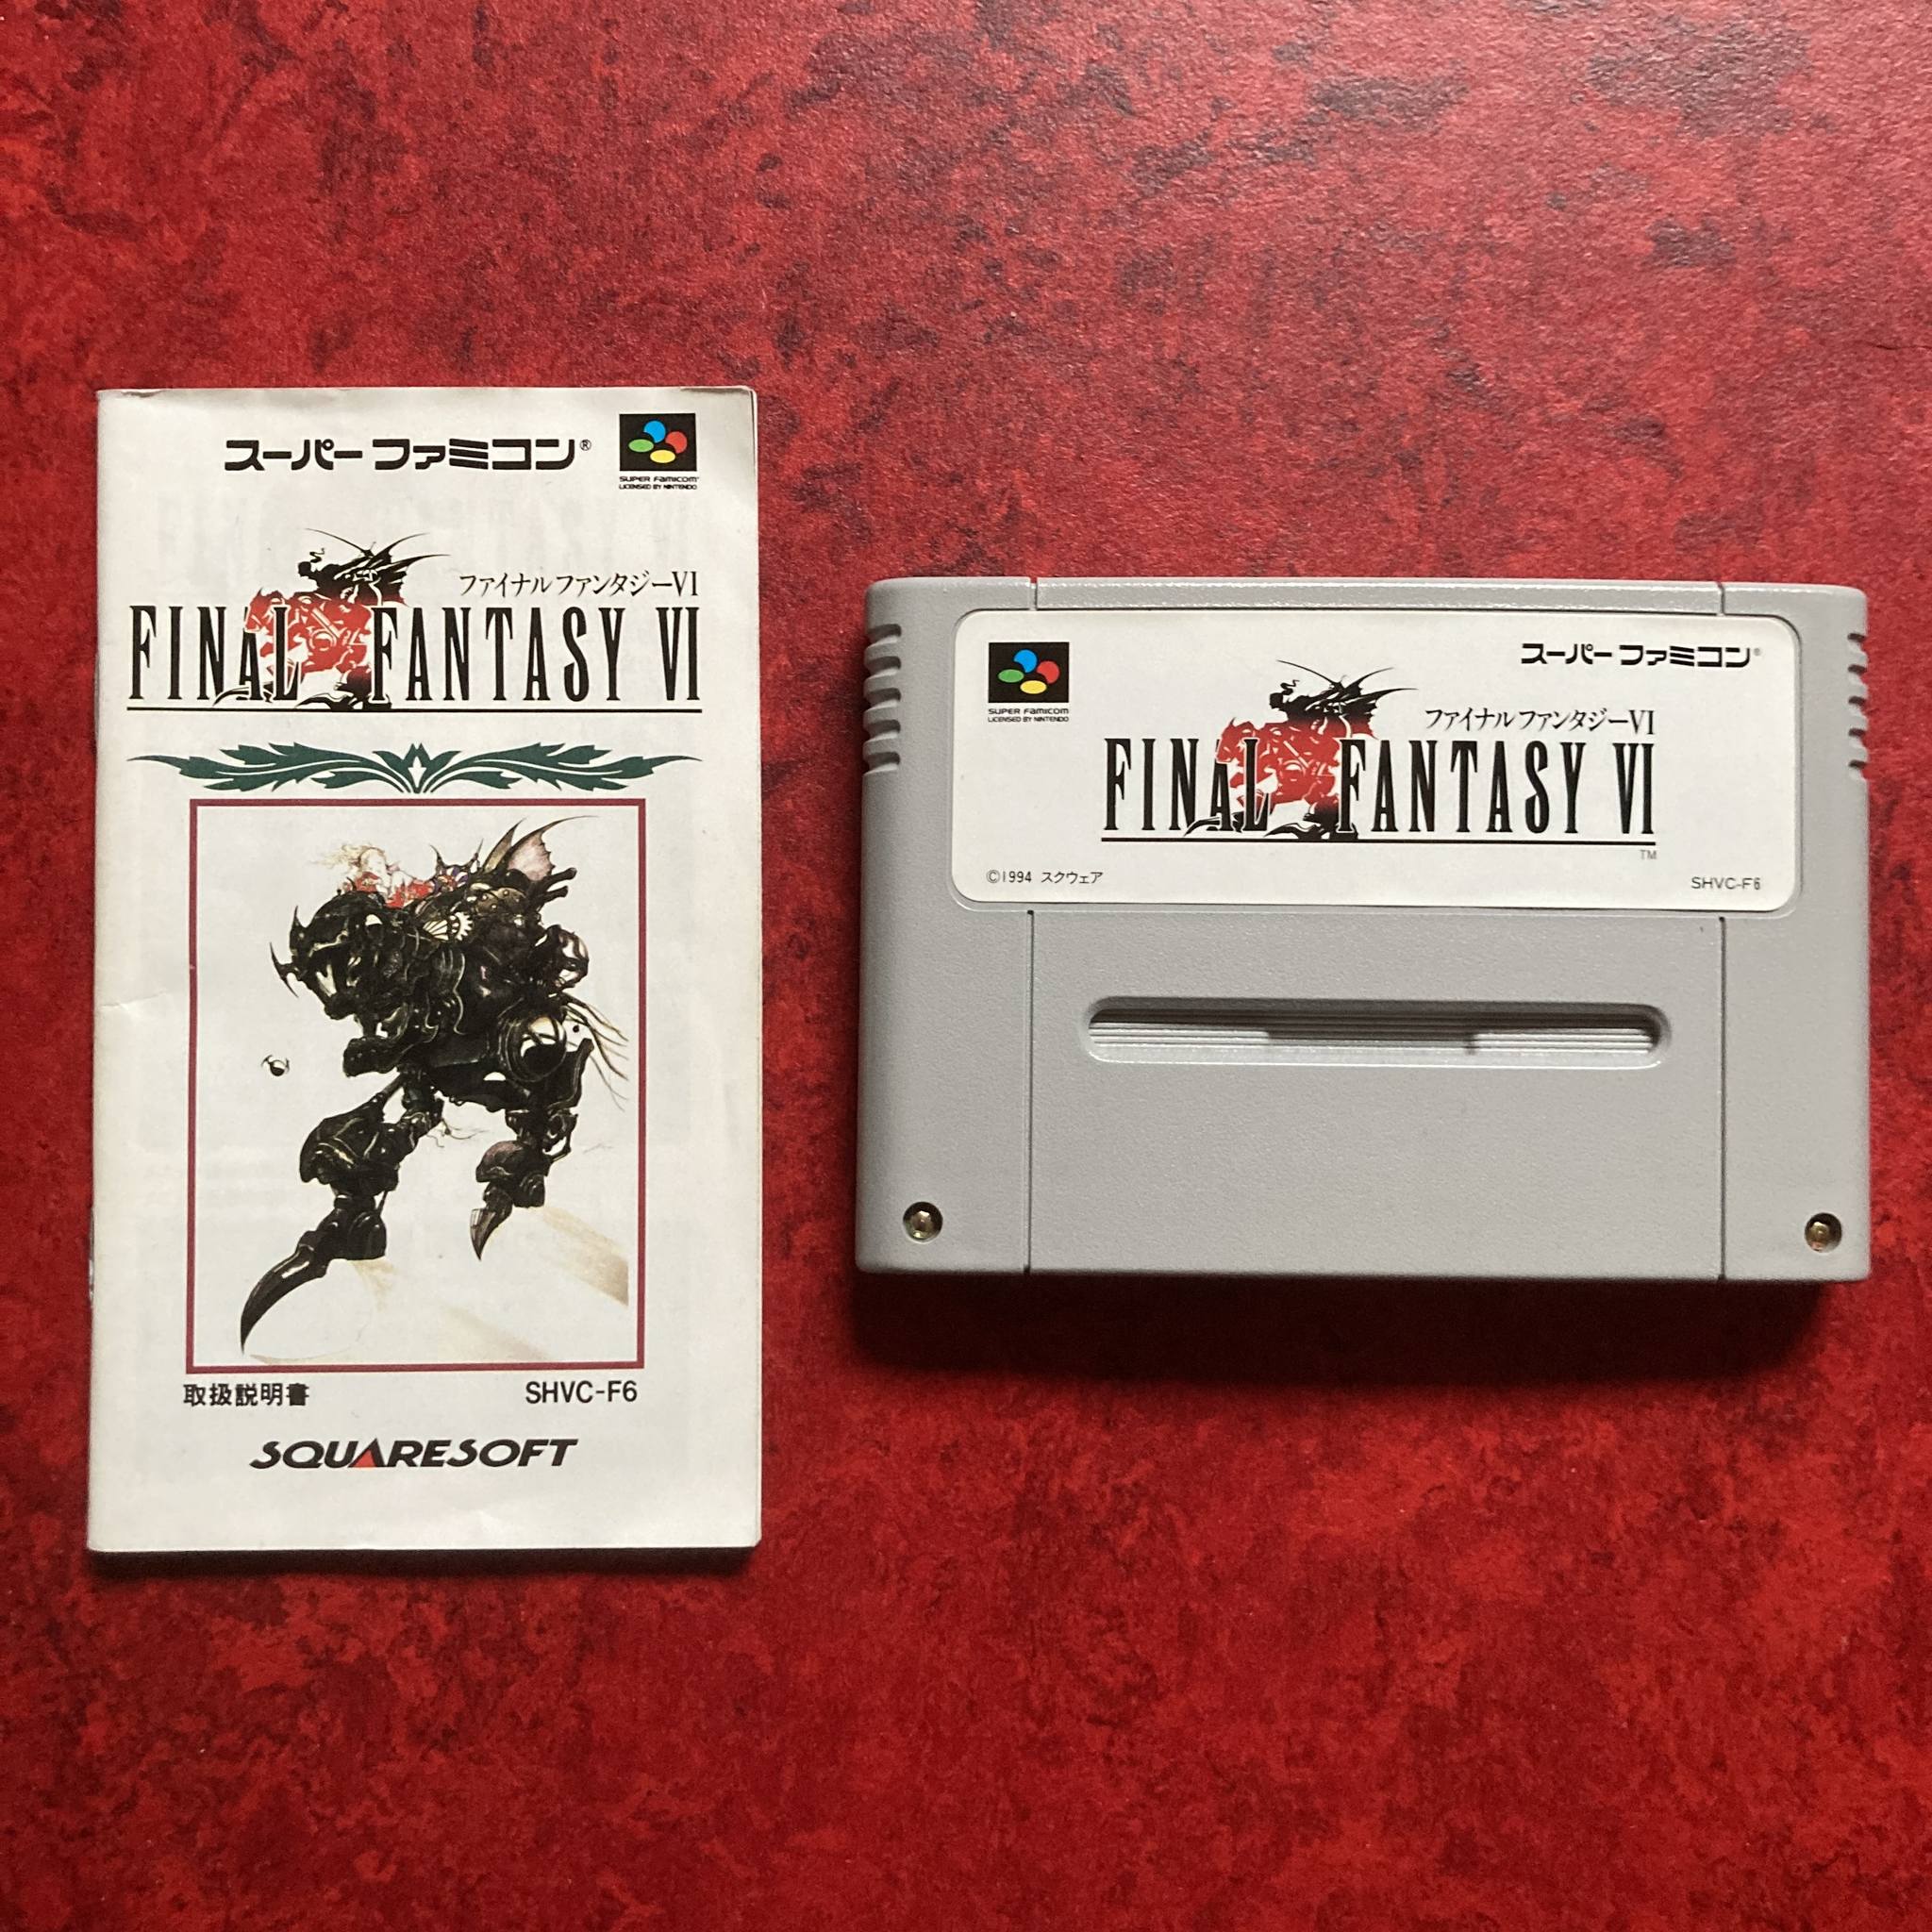 スーパーファミコン®
SUPER FAMICOM
LICENSED BY NINTENDO
ファイナルファンタジーVI
FINAL FANTASY VI
取扱説明書 SHVC-F6
SQUARESOFT
スーパーファミコン®
SUPER FAMICOM
LICENSED BY NINTENDO
ファイナルファンタジーVI
FINAL FANTASY VI
TM
©1994 スクウェア SHVC-F6